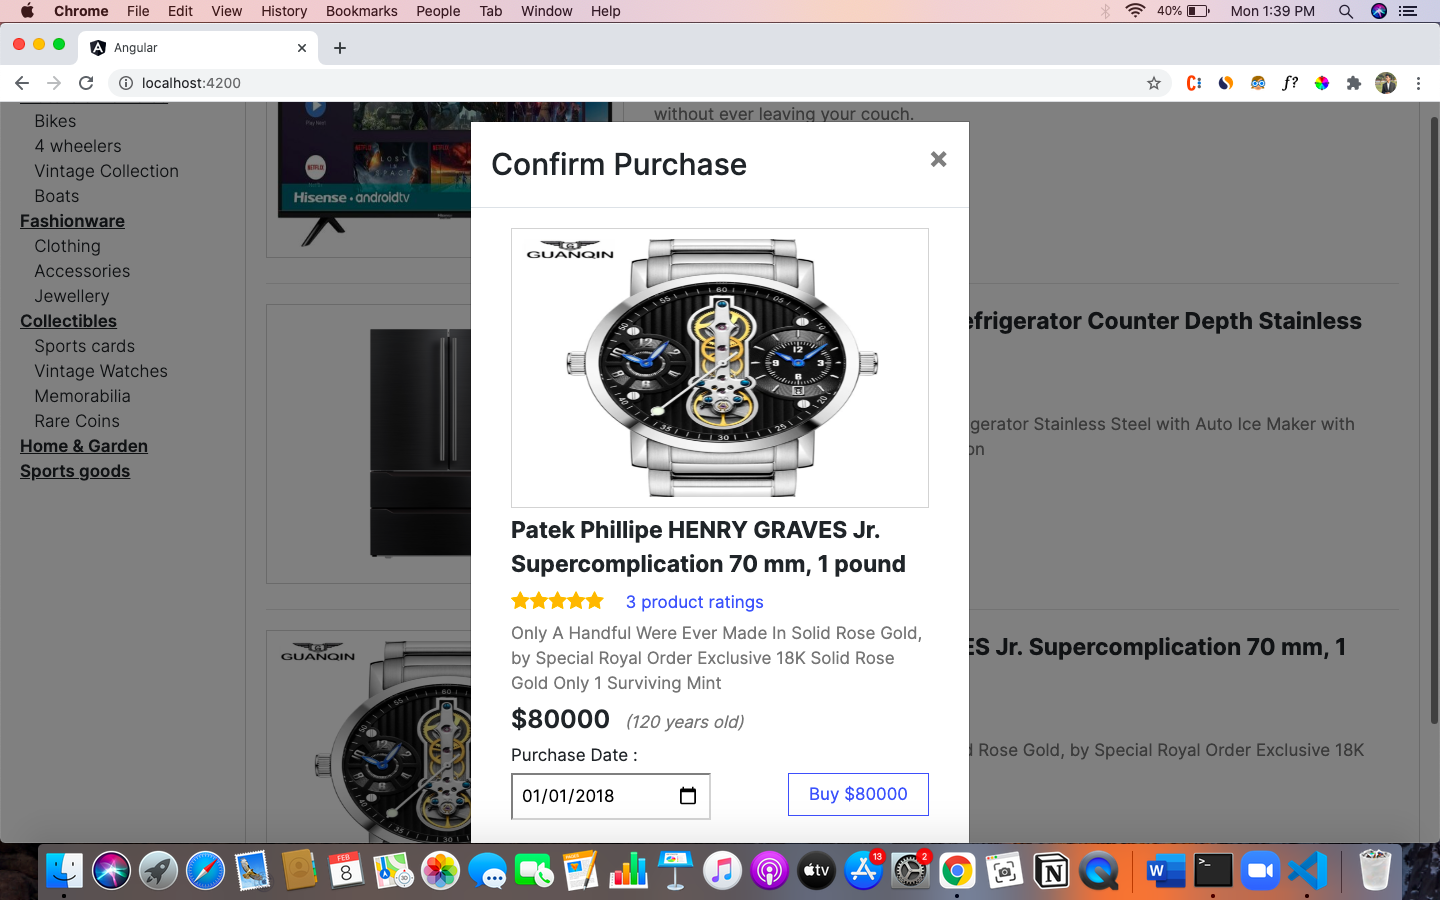 Chrome File Edit View History Bookmarks People Tab Window Help 40% Mon 1:39 PM
Angular
localhost:4200
f?
Bikes
4 wheelers
Vintage Collection
Boats
Fashionware
Clothing
Accessories
Jewellery
Collectibles
Sports cards
Vintage Watches
Memorabilia
Rare Coins
Home & Garden
Sports goods
Play Next
NETFLIX
LOST IN SPACE
Hisense • androidtv
without ever leaving your couch.
efrigerator Counter Depth Stainless
gerator Stainless Steel with Auto Ice Maker with
on
GUANQIN
ES Jr. Supercomplication 70 mm, 1
d Rose Gold, by Special Royal Order Exclusive 18K
Confirm Purchase
GUANQIN
Patek Phillipe HENRY GRAVES Jr.
Supercomplication 70 mm, 1 pound
3 product ratings
Only A Handful Were Ever Made In Solid Rose Gold,
by Special Royal Order Exclusive 18K Solid Rose
Gold Only 1 Surviving Mint
$80000 (120 years old)
Purchase Date :
01/01/2018
Buy $80000
FEB
8
tv
13
2
W
>_